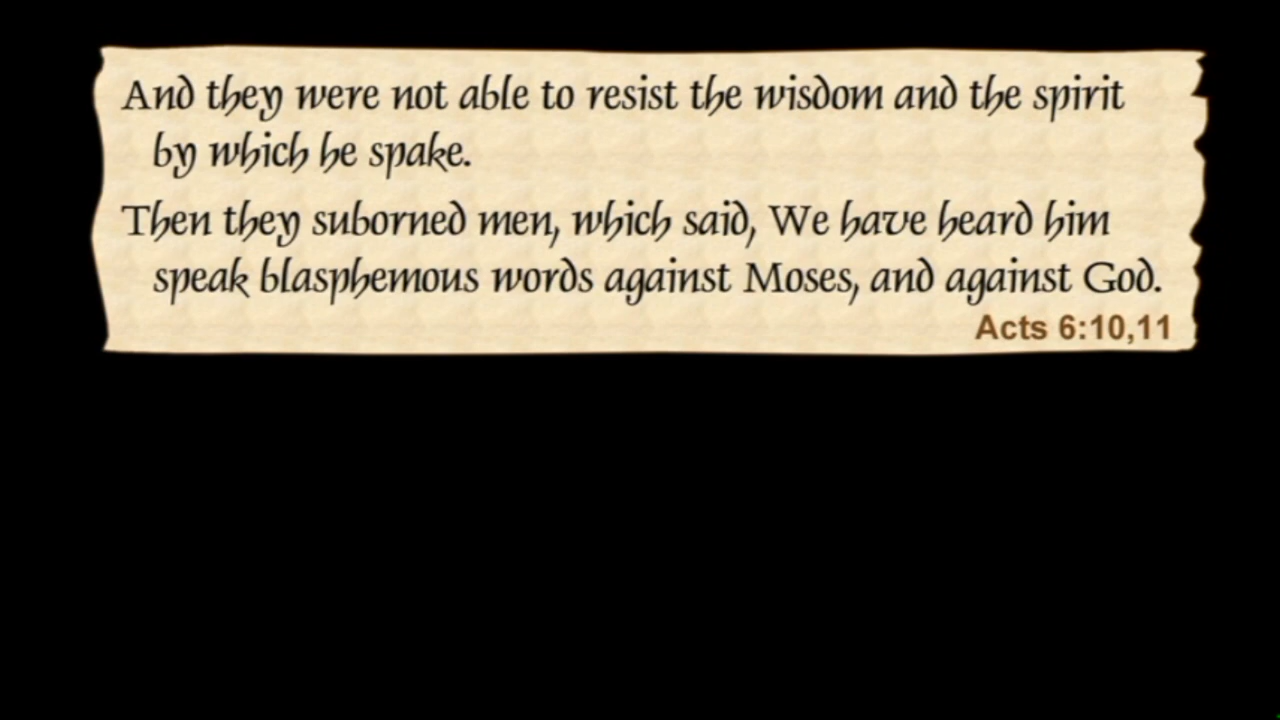 And they were not able to resist the wisdom and the spirit
by which he spake.
Then they suborned men, which said, We have heard him
speak blasphemous words against Moses, and against God.
Acts 6:10,11